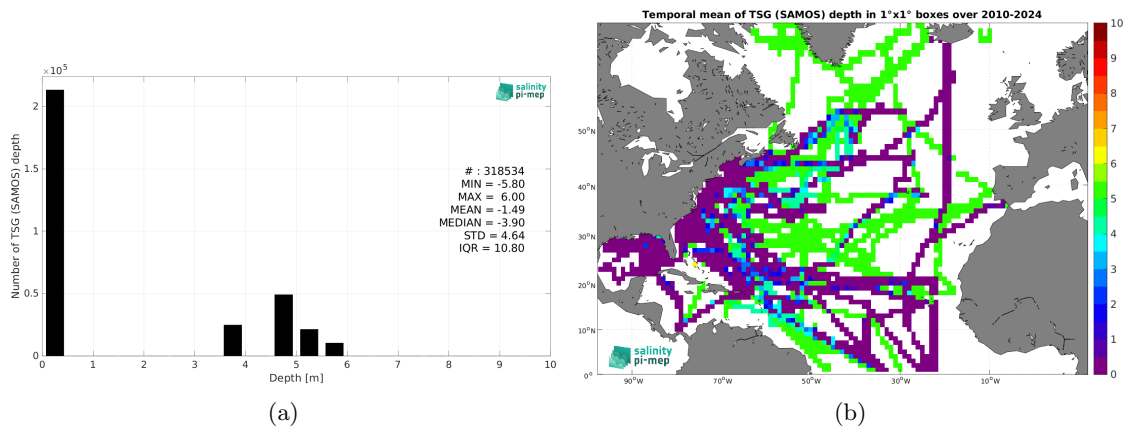 Temporal mean of TSG (SAMOS) depth in 1°x1° boxes over 2010-2024
×10⁵
Number of TSG (SAMOS) depth
2
1.5
1
0.5
0
salinity
pi-mep
# : 318534
MIN = -5.80
MAX = 6.00
MEAN = -1.49
MEDIAN = -3.90
STD = 4.64
IQR = 10.80
0 1 2 3 4 5 6 7 8 9 10
Depth [m]
(a)
50°N
40°N
30°N
20°N
10°N
0°
salinity
pi-mep
90°W 70°W 50°W 30°W 10°W
10
9
8
7
6
5
4
3
2
1
0
(b)